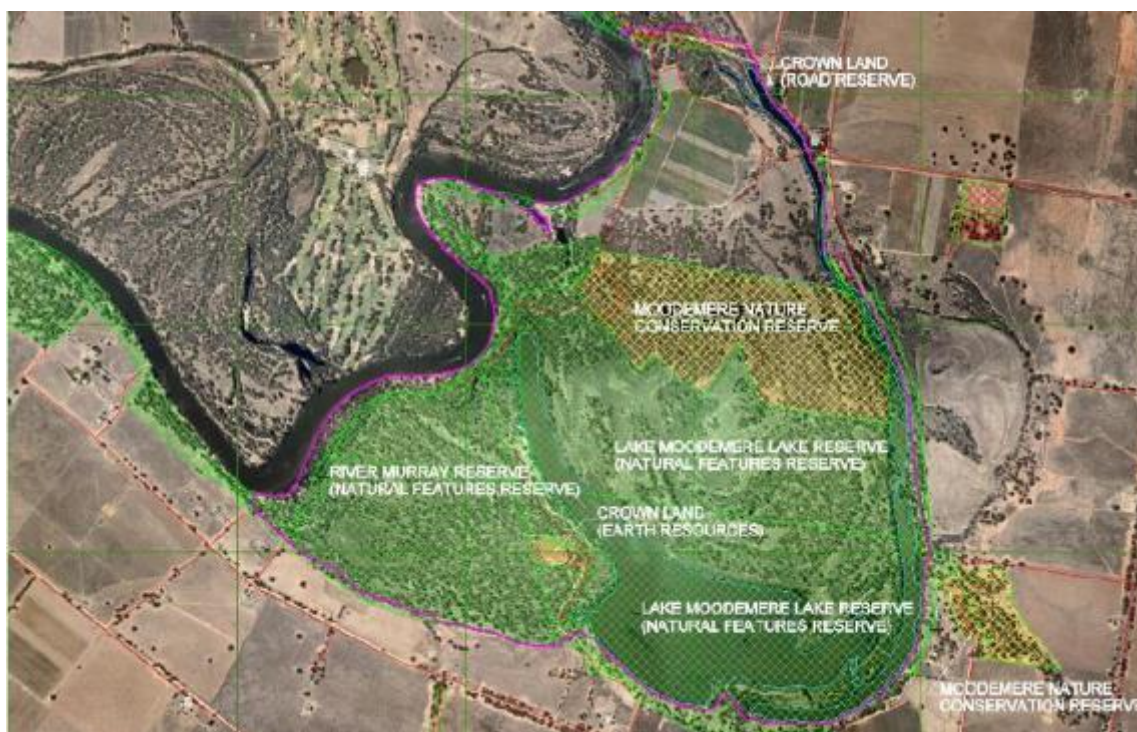 CROWN LAND
(ROAD RESERVE)
MOODEMERE NATURE
CONSERVATION RESERVE
LAKE MOODEMERE LAKE RESERVE
(NATURAL FEATURES RESERVE)
RIVER MURRAY RESERVE
(NATURAL FEATURES RESERVE)
CROWN LAND
(EARTH RESOURCES)
LAKE MOODEMERE LAKE RESERVE
(NATURAL FEATURES RESERVE)
MOODEMERE NATURE
CONSERVATION RESERVE